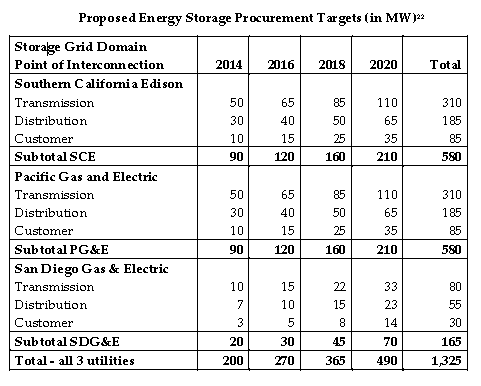 Proposed Energy Storage Procurement Targets (in MW)22
Storage Grid Domain
Point of Interconnection 2014 2016 2018 2020 Total
Southern California Edison
Transmission 50 65 85 110 310
Distribution 30 40 50 65 185
Customer 10 15 25 35 85
Subtotal SCE 90 120 160 210 580
Pacific Gas and Electric
Transmission 50 65 85 110 310
Distribution 30 40 50 65 185
Customer 10 15 25 35 85
Subtotal PG&E 90 120 160 210 580
San Diego Gas & Electric
Transmission 10 15 22 33 80
Distribution 7 10 15 23 55
Customer 3 5 8 14 30
Subtotal SDG&E 20 30 45 70 165
Total - all 3 utilities 200 270 365 490 1,325